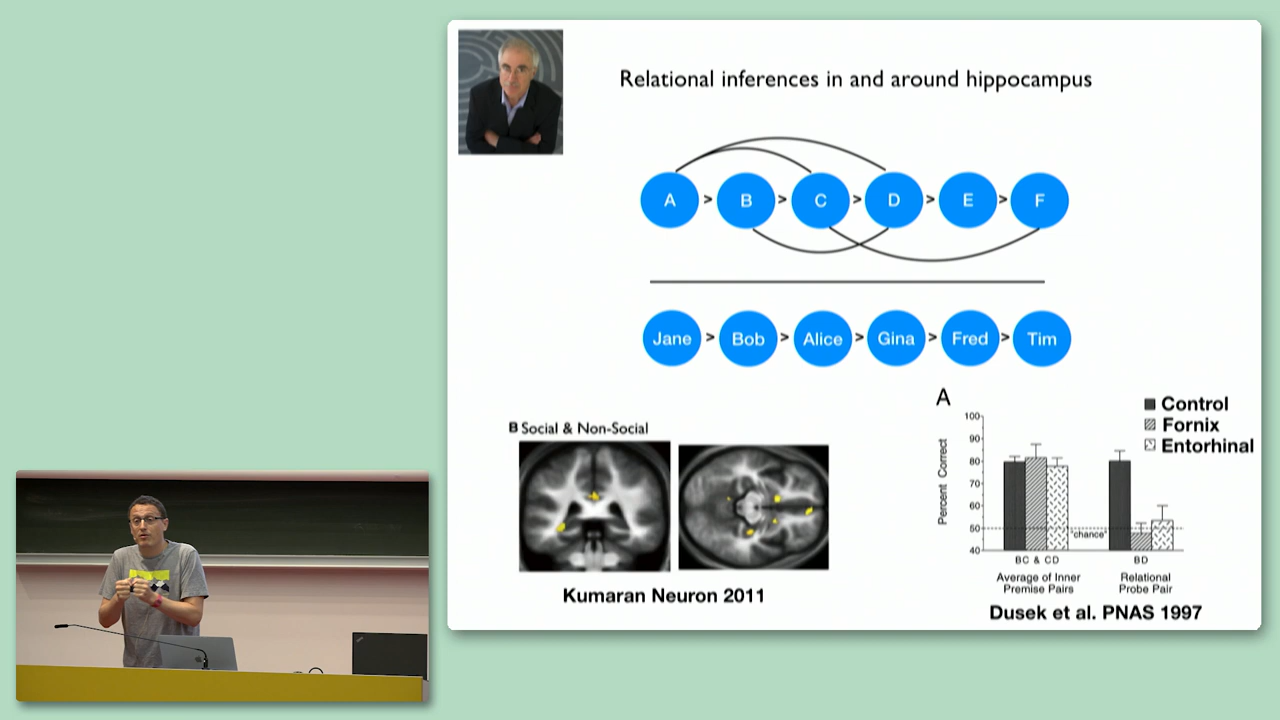 Relational inferences in and around hippocampus
A > B > C > D > E > F
Jane > Bob > Alice > Gina > Fred > Tim
B Social & Non-Social
Kumaran Neuron 2011
A
Control
Fornix
Entorhinal
Percent Correct
100
90
80
70
60
50
40
"chance"
BC & CD
BD
Average of Inner
Premise Pairs
Relational
Probe Pair
Dusek et al. PNAS 1997